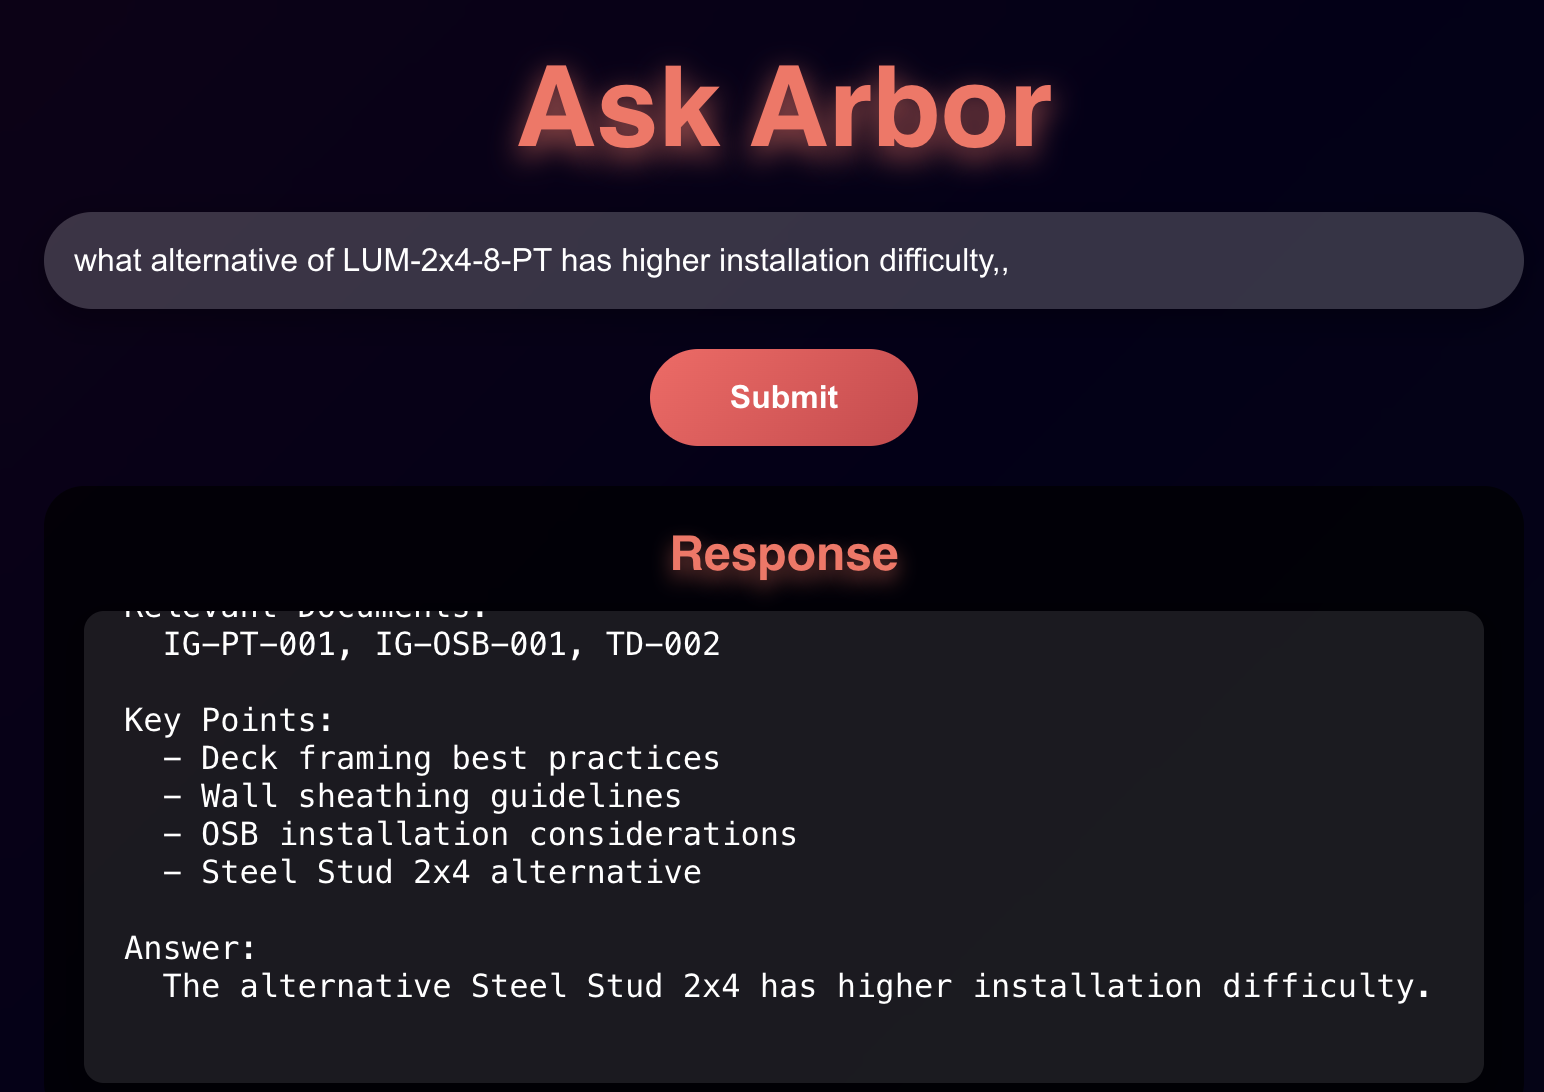 Ask Arbor
what alternative of LUM-2x4-8-PT has higher installation difficulty,,
Submit
Response
Relevant Documents:
IG-PT-001, IG-OSB-001, TD-002
Key Points:
- Deck framing best practices
- Wall sheathing guidelines
- OSB installation considerations
- Steel Stud 2x4 alternative
Answer:
The alternative Steel Stud 2x4 has higher installation difficulty.